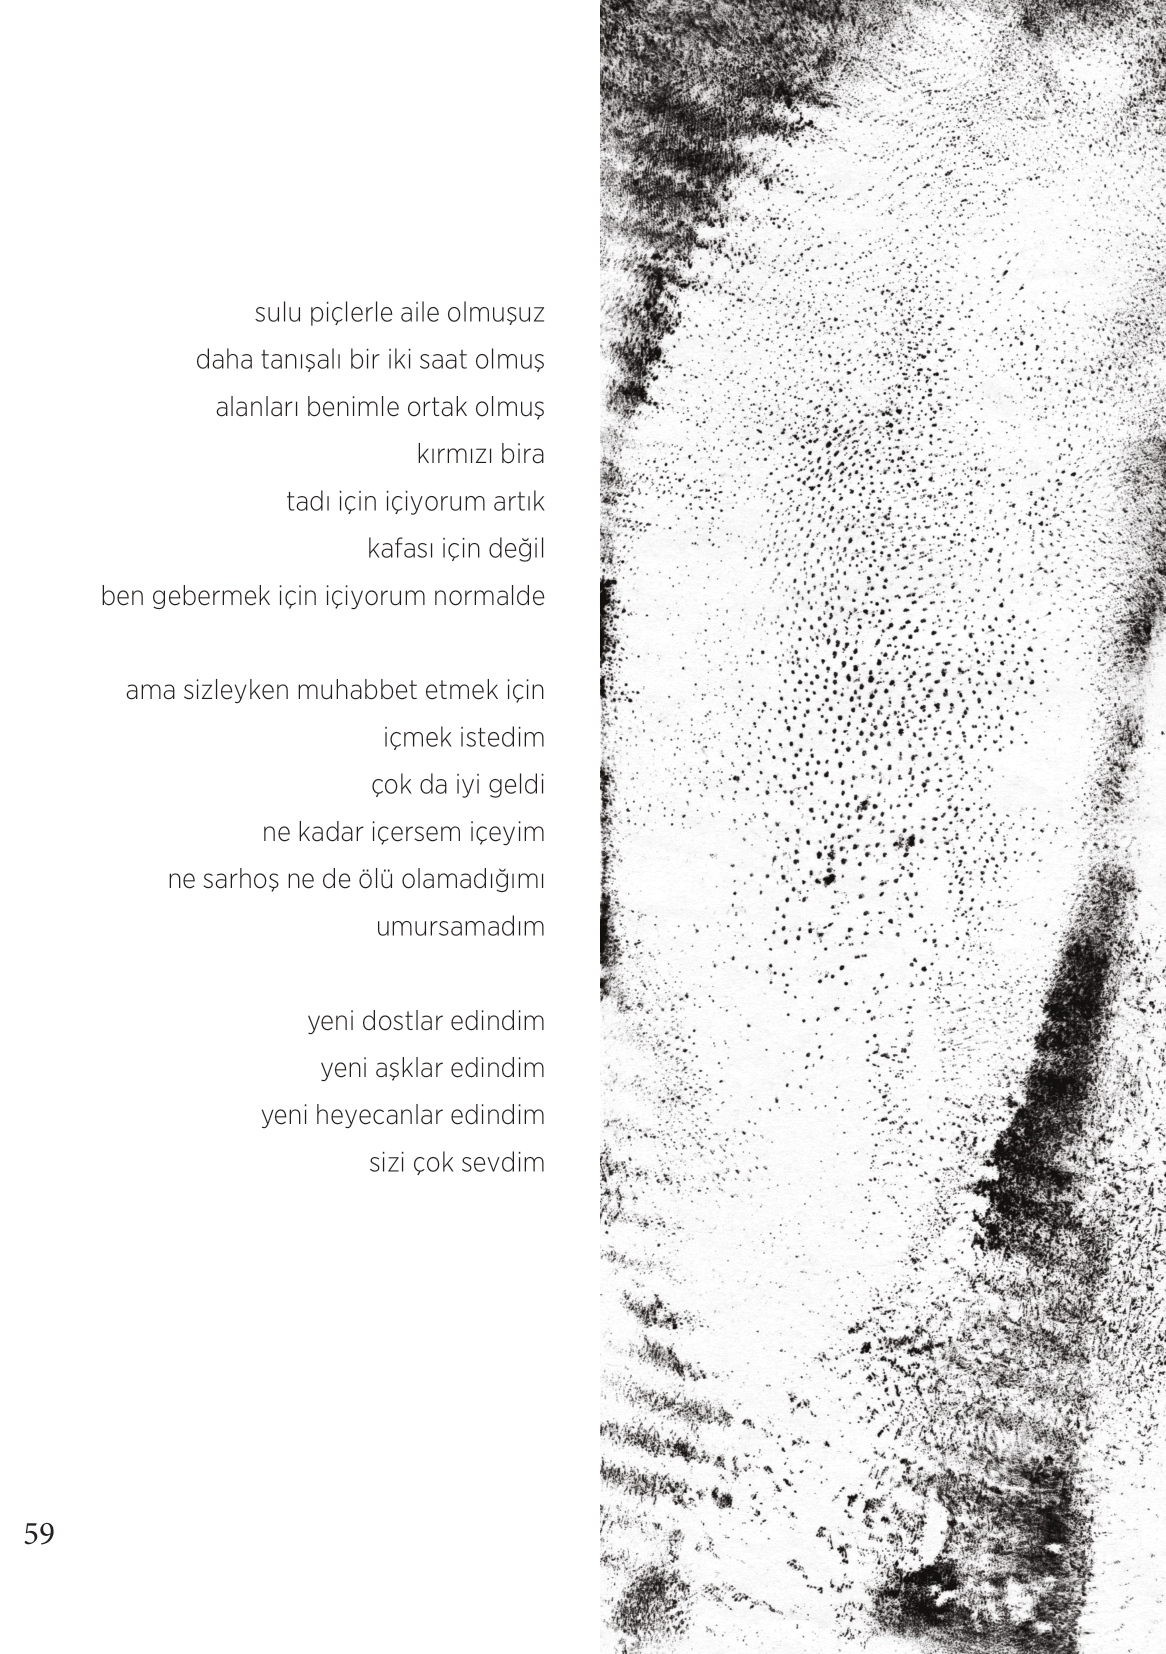 sulu piçlerle aile olmuşuz
daha tanışalı bir iki saat olmuş
alanları benimle ortak olmuş
kırmızı bira
tadı için içiyorum artık
kafası için değil
ben gebermek için içiyorum normalde
ama sizleyken muhabbet etmek için
içmek istedim
çok da iyi geldi
ne kadar içersem içeyim
ne sarhoş ne de ölü olamadığımı
umursamadım
yeni dostlar edindim
yeni aşklar edindim
yeni heyecanlar edindim
sizi çok sevdim
59